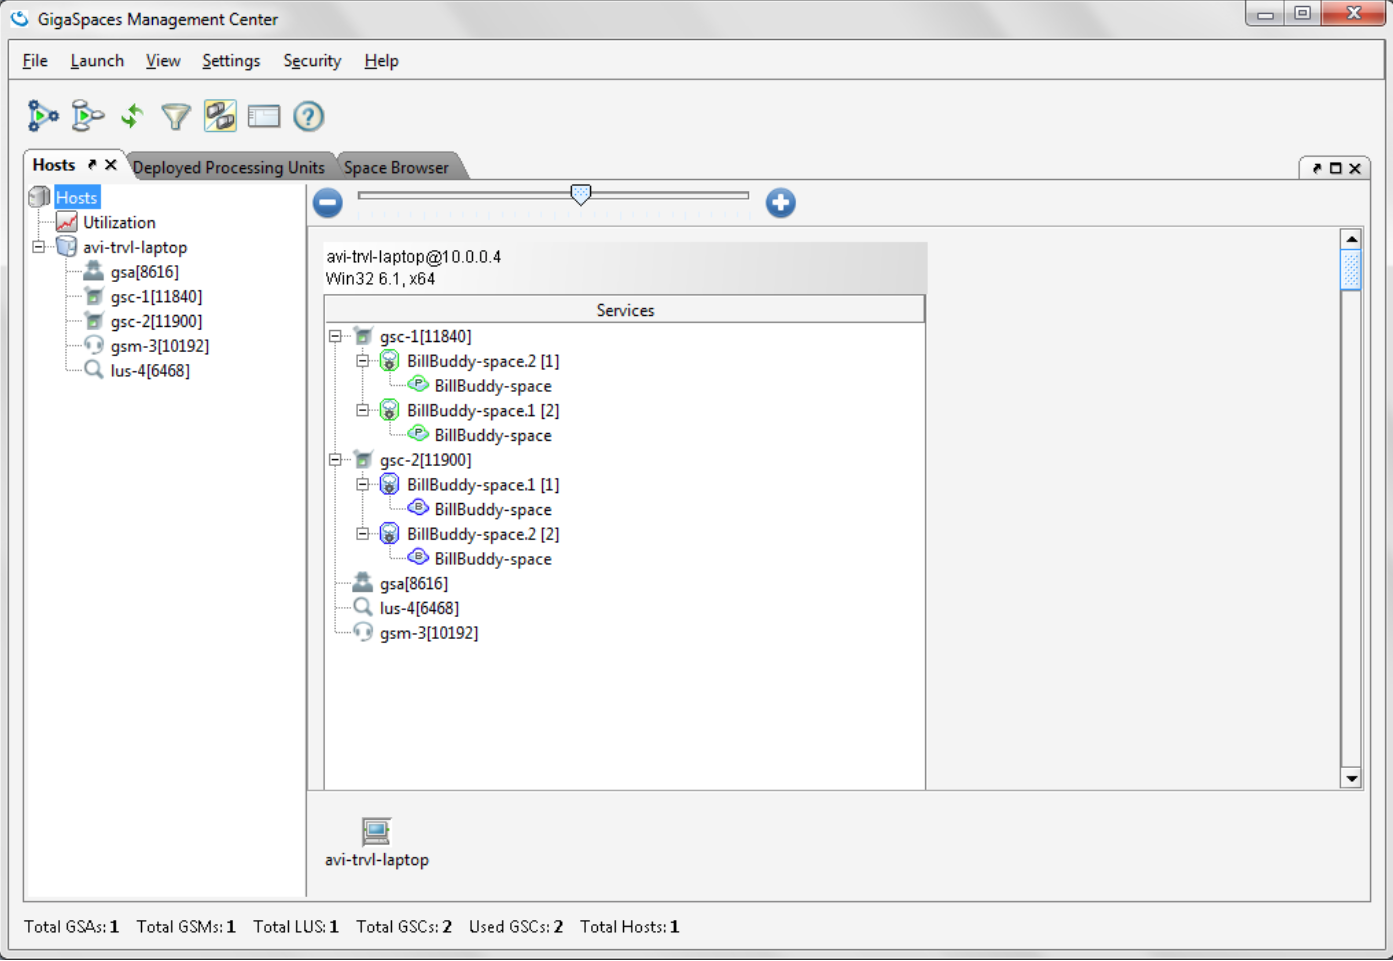 GigaSpaces Management Center
File Launch View Settings Security Help
Hosts Deployed Processing Units Space Browser
Hosts
Utilization
avi-trvl-laptop
gsa[8616]
gsc-1[11840]
gsc-2[11900]
gsm-3[10192]
lus-4[6468]
avi-trvl-laptop@10.0.0.4
Win32 6.1, x64
Services
gsc-1[11840]
BillBuddy-space.2 [1]
P BillBuddy-space
BillBuddy-space.1 [2]
P BillBuddy-space
gsc-2[11900]
BillBuddy-space.1 [1]
B BillBuddy-space
BillBuddy-space.2 [2]
B BillBuddy-space
gsa[8616]
lus-4[6468]
gsm-3[10192]
avi-trvl-laptop
Total GSAs: 1 Total GSMs: 1 Total LUS: 1 Total GSCs: 2 Used GSCs: 2 Total Hosts: 1